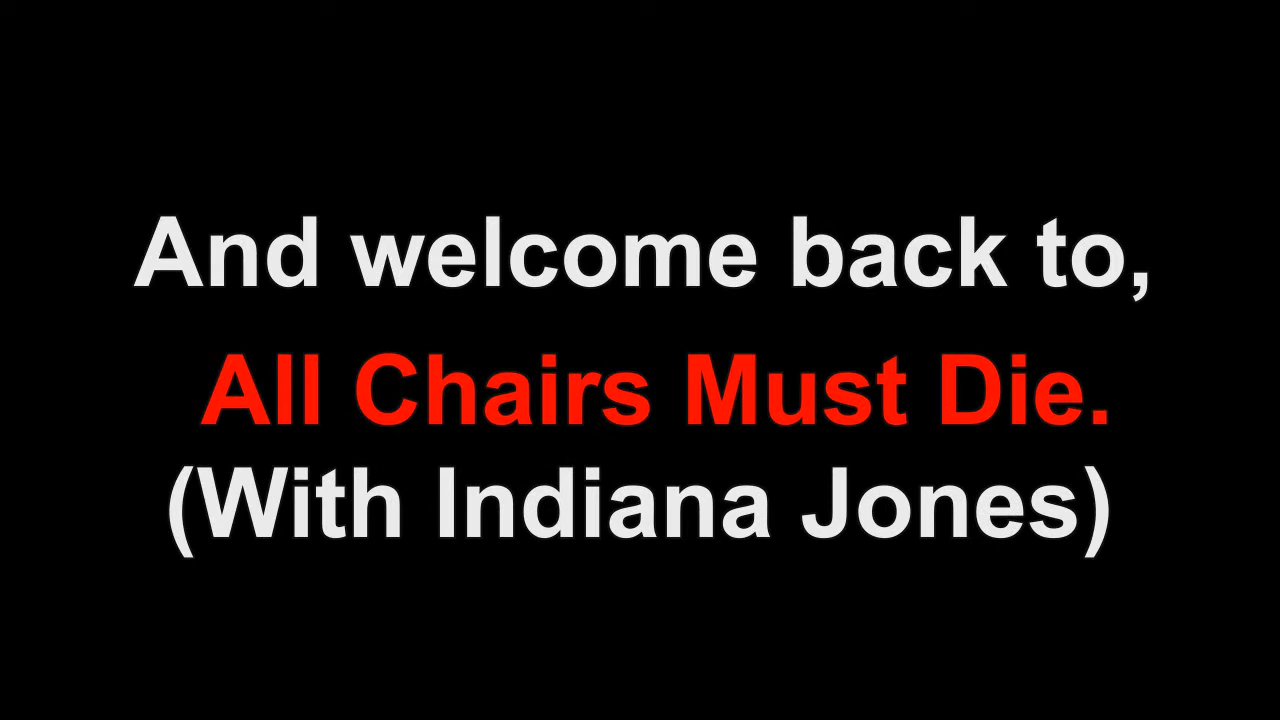 And welcome back to,
All Chairs Must Die.
(With Indiana Jones)